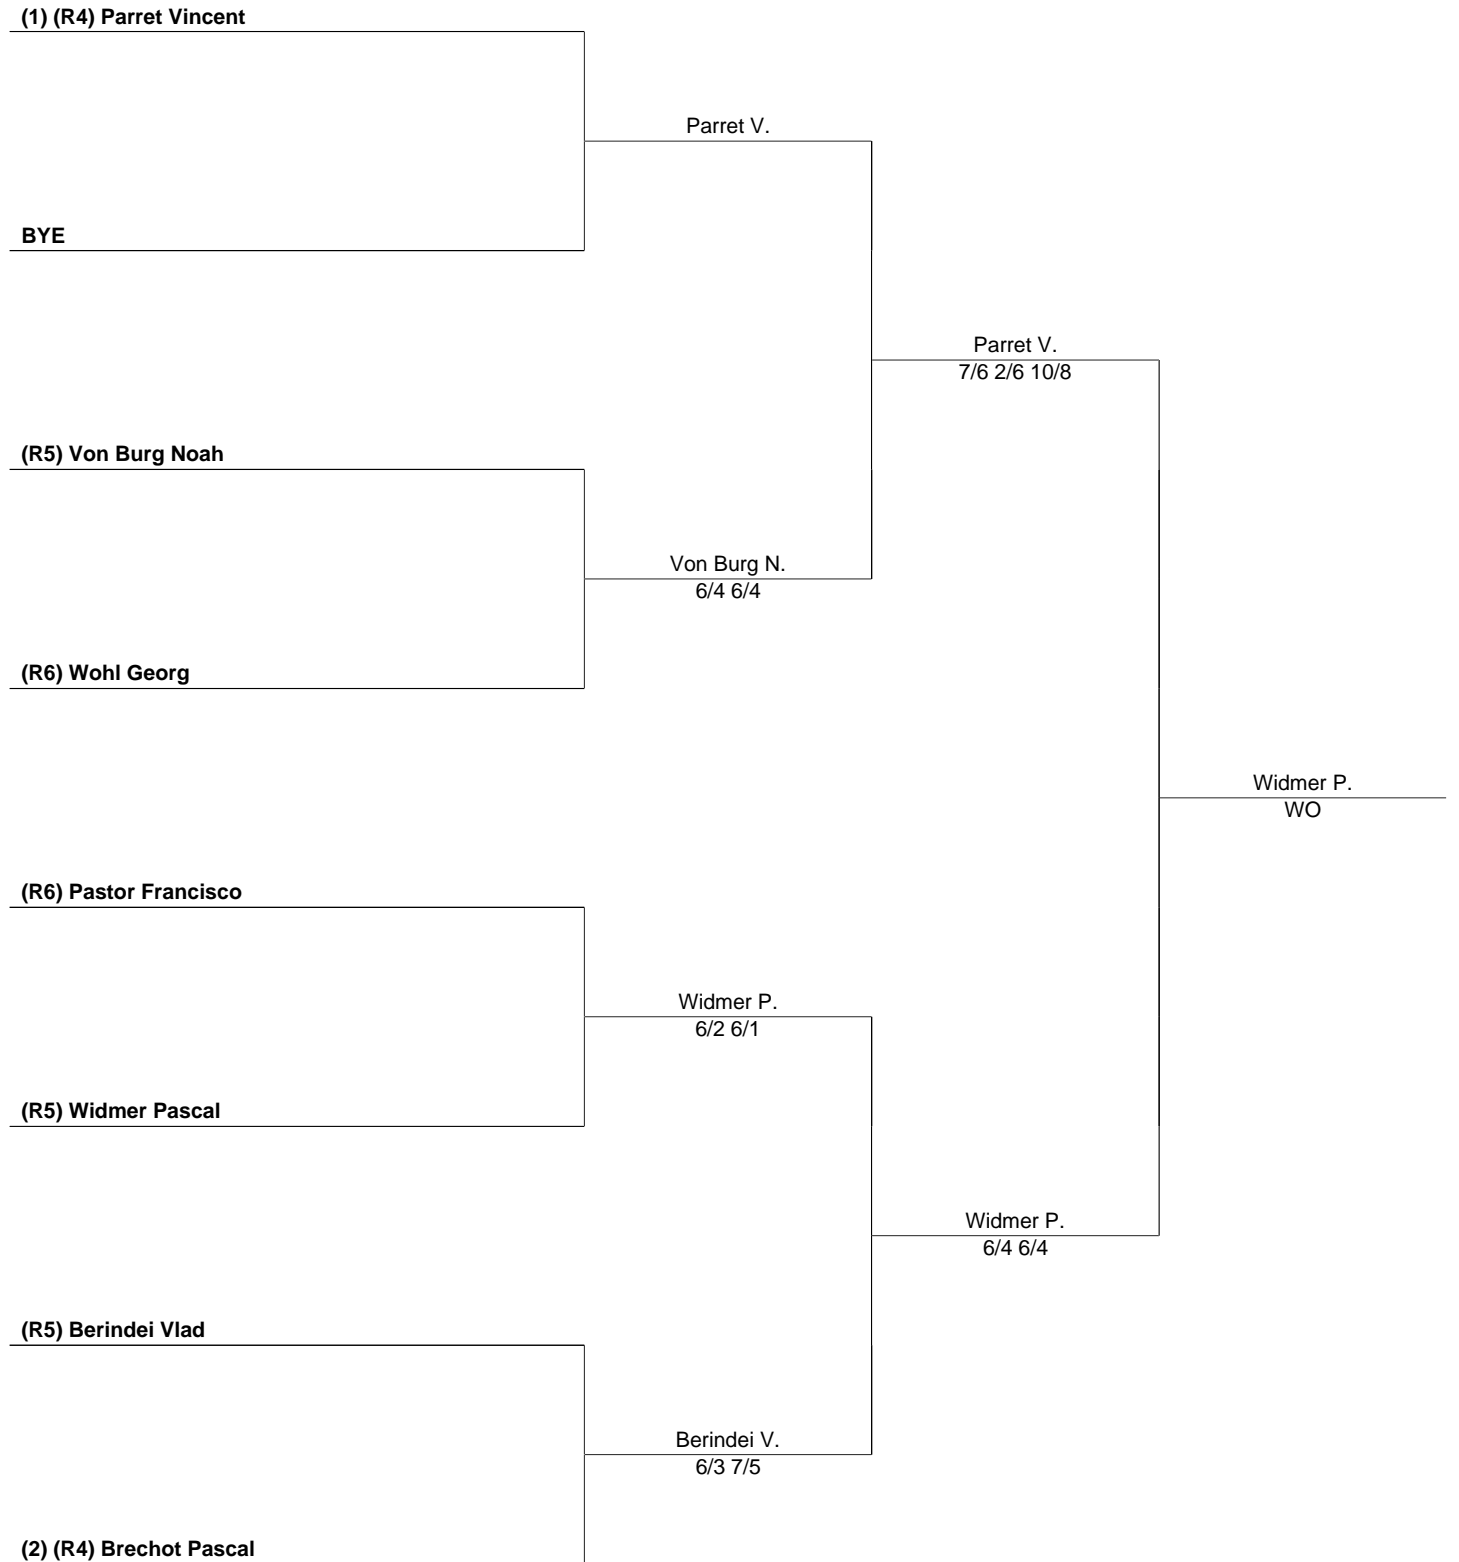 (1) (R4) Parret Vincent
Parret V.
BYE
Parret V.
7/6 2/6 10/8
(R5) Von Burg Noah
Von Burg N.
6/4 6/4
(R6) Wohl Georg
Widmer P.
WO
(R6) Pastor Francisco
Widmer P.
6/2 6/1
(R5) Widmer Pascal
Widmer P.
6/4 6/4
(R5) Berindei Vlad
Berindei V.
6/3 7/5
(2) (R4) Brechot Pascal